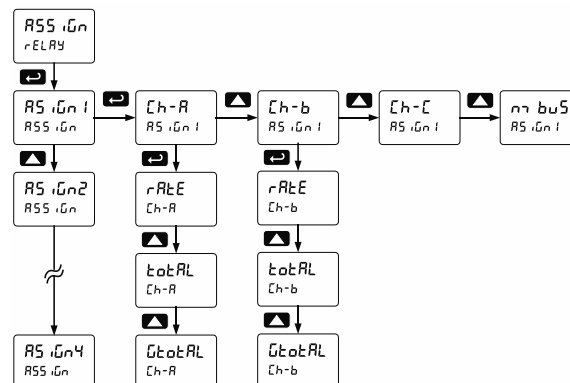 ASSiGn
rELAY
ASiGn1
ASSiGn
Ch-A
ASiGn1
Ch-b
ASiGn1
Ch-C
ASiGn1
m buS
ASiGn1
ASiGn2
ASSiGn
rAtE
Ch-A
rAtE
Ch-b
totAL
Ch-A
totAL
Ch-b
ASiGn4
ASSiGn
GtotAL
Ch-A
GtotAL
Ch-b